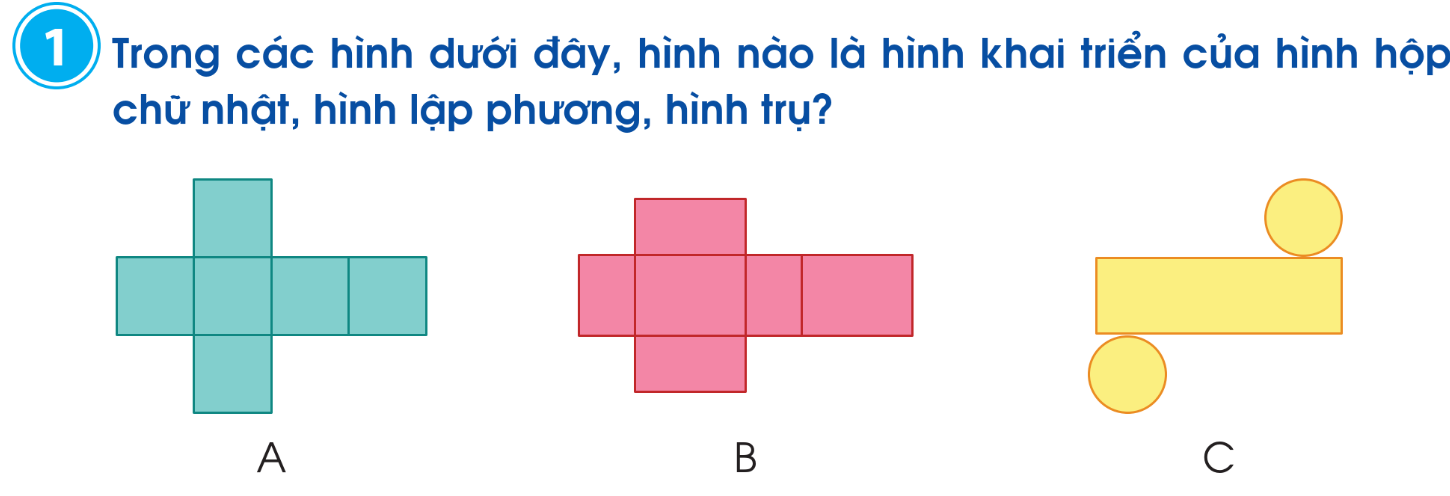 1 Trong các hình dưới đây, hình nào là hình khai triển của hình hộp
chữ nhật, hình lập phương, hình trụ?
A B C